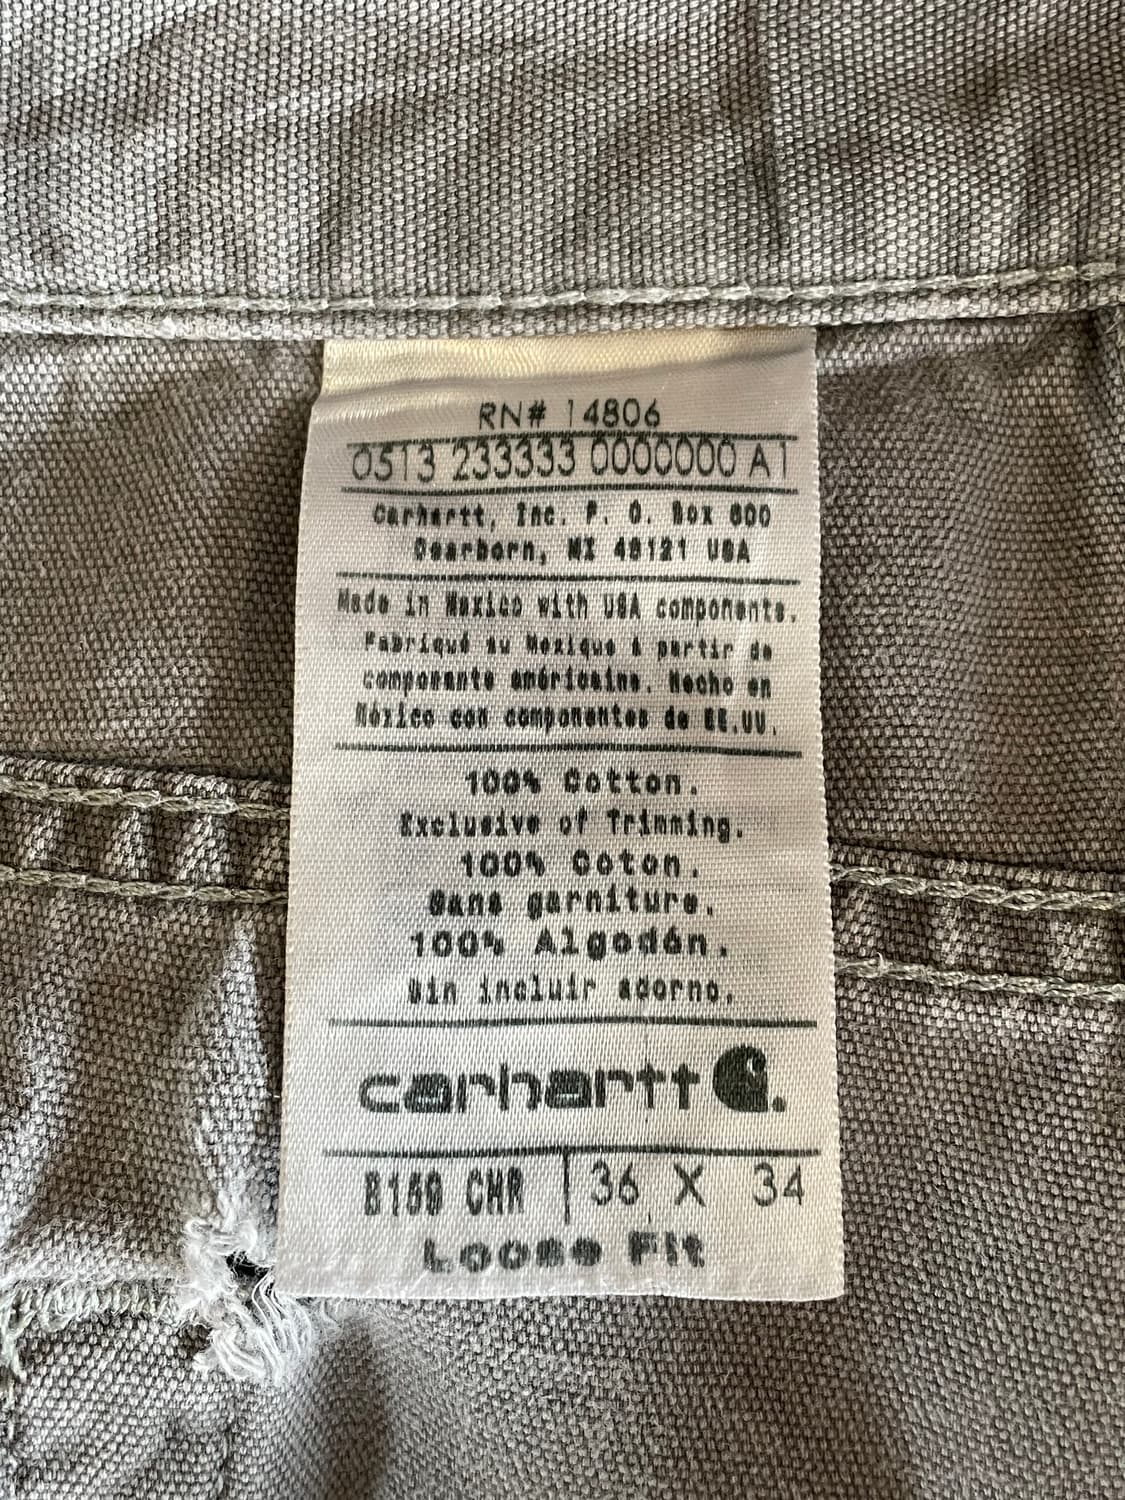 RN# 14806
0513 233333 0000000 A1
Carhartt, Inc. P. O. Box 600
Dearborn, MI 48121 USA
Made in Mexico with USA components.
Fabriqué au Mexique à partir de
composants américains. Hecho en
México con componentes de EE.UU.
100% Cotton.
Exclusive of Trimming.
100% Coton.
Sans garniture.
100% Algodón.
Sin incluir adorno.
carhartt
B159 CHR 36 X 34
Loose Fit